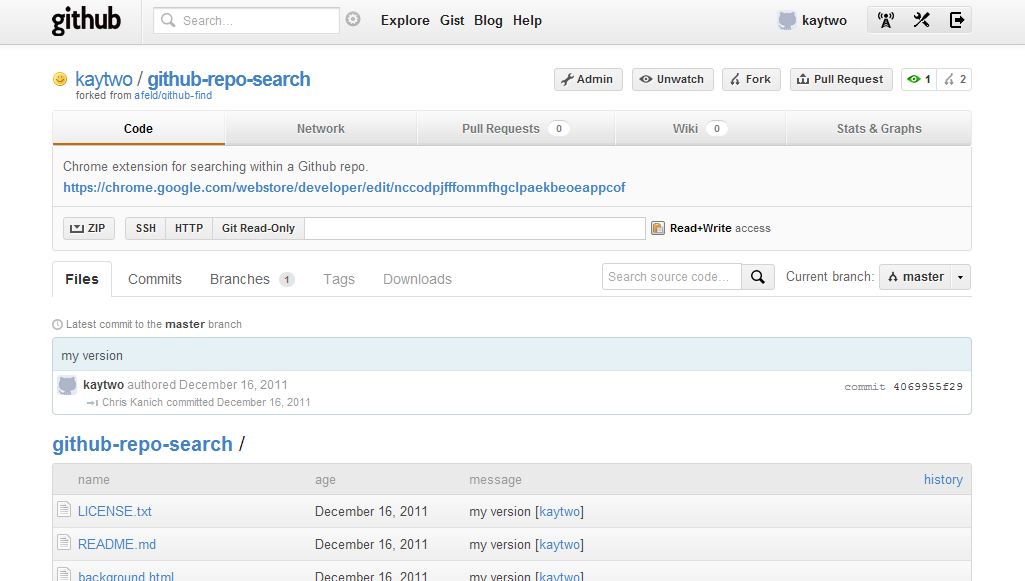 github Search... Explore Gist Blog Help kaytwo
kaytwo / github-repo-search Admin Unwatch Fork Pull Request 1 2
forked from afeld/github-find
Code Network Pull Requests 0 Wiki 0 Stats & Graphs
Chrome extension for searching within a Github repo.
https://chrome.google.com/webstore/developer/edit/nccodpjfffommfhgclpaekbeoeappcof
ZIP SSH HTTP Git Read-Only Read+Write access
Files Commits Branches 1 Tags Downloads Search source code... Current branch: master
Latest commit to the master branch
my version
kaytwo authored December 16, 2011 commit 4069955f29
Chris Kanich committed December 16, 2011
github-repo-search /
name age message history
LICENSE.txt December 16, 2011 my version [kaytwo]
README.md December 16, 2011 my version [kaytwo]
background.html December 16, 2011 my version [kaytwo]